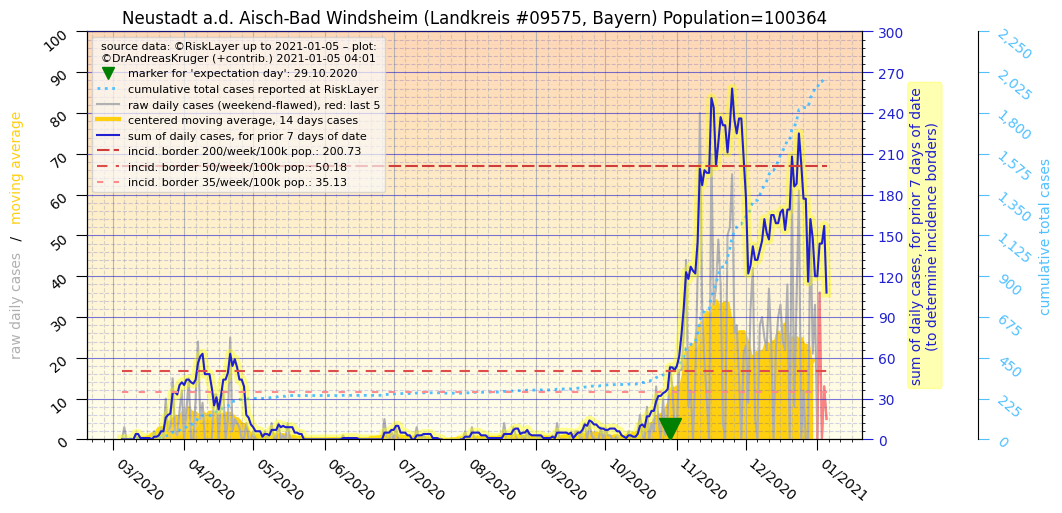 Neustadt a.d. Aisch-Bad Windsheim (Landkreis #09575, Bayern) Population=100364
source data: ©RiskLayer up to 2021-01-05 – plot:
©DrAndreasKruger (+contrib.) 2021-01-05 04:01
marker for 'expectation day': 29.10.2020
cumulative total cases reported at RiskLayer
raw daily cases (weekend-flawed), red: last 5
centered moving average, 14 days cases
sum of daily cases, for prior 7 days of date
incid. border 200/week/100k pop.: 200.73
incid. border 50/week/100k pop.: 50.18
incid. border 35/week/100k pop.: 35.13
raw daily cases / moving average
100
90
80
70
60
50
40
30
20
10
0
03/2020
04/2020
05/2020
06/2020
07/2020
08/2020
09/2020
10/2020
11/2020
12/2020
01/2021
300
270
240
210
180
150
120
90
60
30
0
sum of daily cases, for prior 7 days of date
(to determine incidence borders)
2,250
2,025
1,800
1,575
1,350
1,125
900
675
450
225
0
cumulative total cases